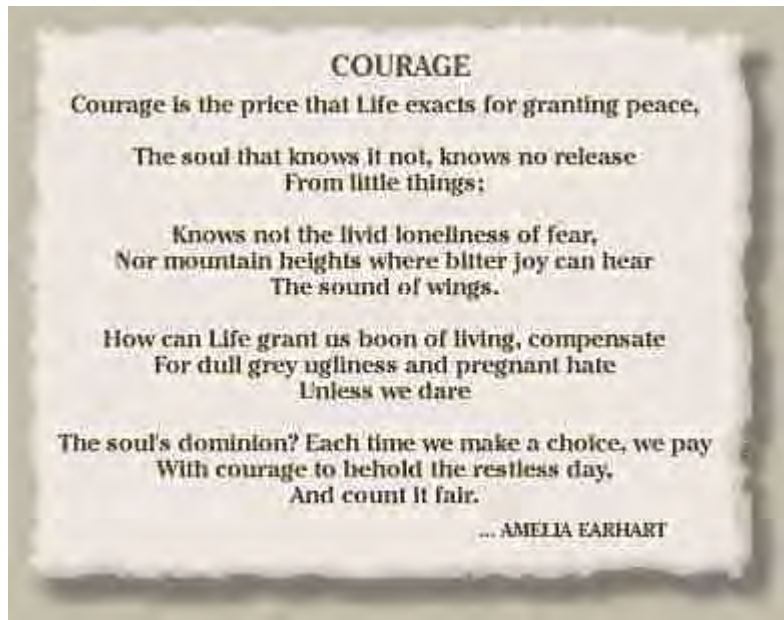 COURAGE
Courage is the price that Life exacts for granting peace,
The soul that knows it not, knows no release
From little things;
Knows not the livid loneliness of fear,
Nor mountain heights where bitter joy can hear
The sound of wings.
How can Life grant us boon of living, compensate
For dull grey ugliness and pregnant hate
Unless we dare
The soul's dominion? Each time we make a choice, we pay
With courage to behold the restless day,
And count it fair.
... AMELIA EARHART